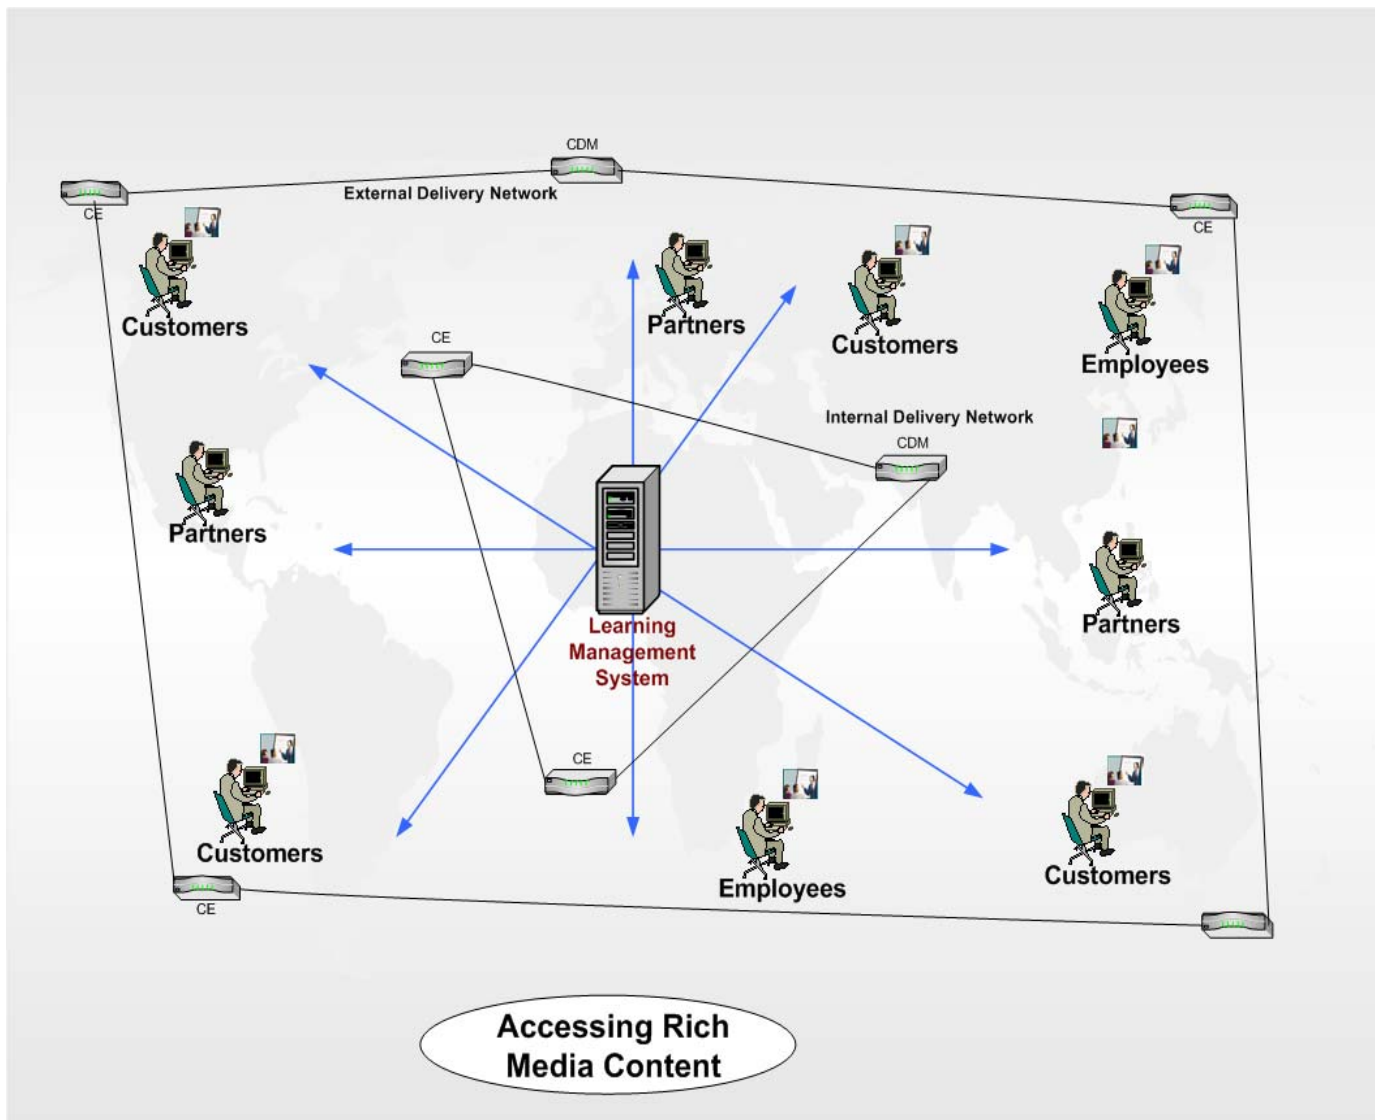 CDM
External Delivery Network
CE
CE
Customers
Partners
Customers
Employees
CE
Internal Delivery Network
CDM
Partners
Learning
Management
System
Partners
CE
Customers
Employees
Customers
CE
Accessing Rich
Media Content